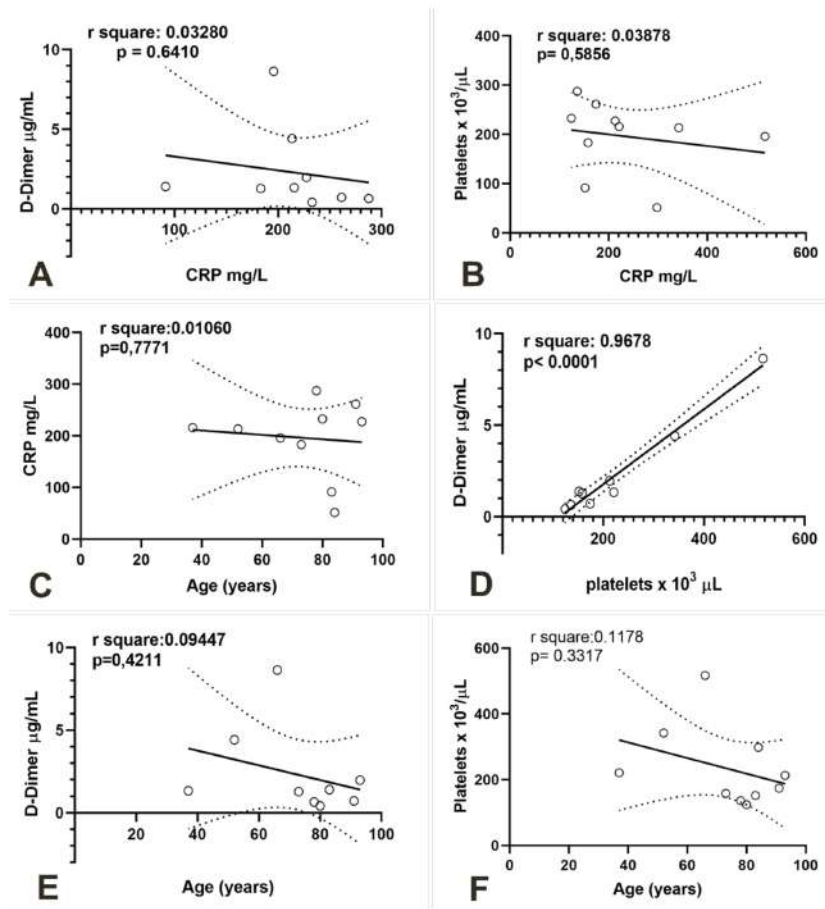 r square: 0.03280
p = 0.6410
10
5
0
100
200
300
D-Dimer μg/mL
CRP mg/L
A
r square: 0.03878
p= 0,5856
400
300
200
100
0
0
200
400
600
Platelets x 10³/μL
CRP mg/L
B
r square:0.01060
p=0,7771
400
300
200
100
0
0
20
40
60
80
100
CRP mg/L
Age (years)
C
r square: 0.9678
p< 0.0001
10
5
0
200
400
600
D-Dimer μg/mL
platelets x 10³ μL
D
r square:0.09447
p=0,4211
10
5
0
20
40
60
80
100
D-Dimer μg/mL
Age (years)
E
r square:0.1178
p= 0.3317
600
400
200
0
0
20
40
60
80
100
Platelets x 10³/μL
Age (years)
F